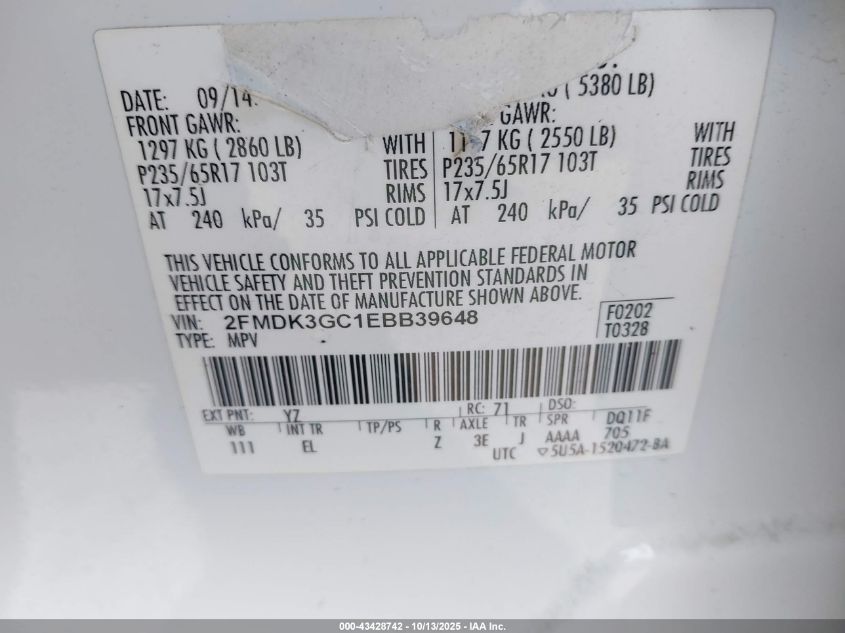 DATE: 09/14
( 5380 LB)
FRONT GAWR:
GAWR:
1297 KG ( 2860 LB) WITH
KG ( 2550 LB) WITH
P235/65R17 103T TIRES
P235/65R17 103T TIRES
17x7.5J RIMS
17x7.5J RIMS
AT 240 kPa/ 35 PSI COLD
AT 240 kPa/ 35 PSI COLD
THIS VEHICLE CONFORMS TO ALL APPLICABLE FEDERAL MOTOR
VEHICLE SAFETY AND THEFT PREVENTION STANDARDS IN
EFFECT ON THE DATE OF MANUFACTURE SHOWN ABOVE.
VIN: 2FMDK3GC1EBB39648
F0202
TYPE: MPV
T0328
EXT PNT: YZ RC: 71 DSO:
WB INT TR TP/PS R AXLE TR SPR DQ11F
111 EL Z 3E J AAAA 705
UTC ▽5U5A-1520472-BA
000-43428742 - 10/13/2025 - IAA Inc.